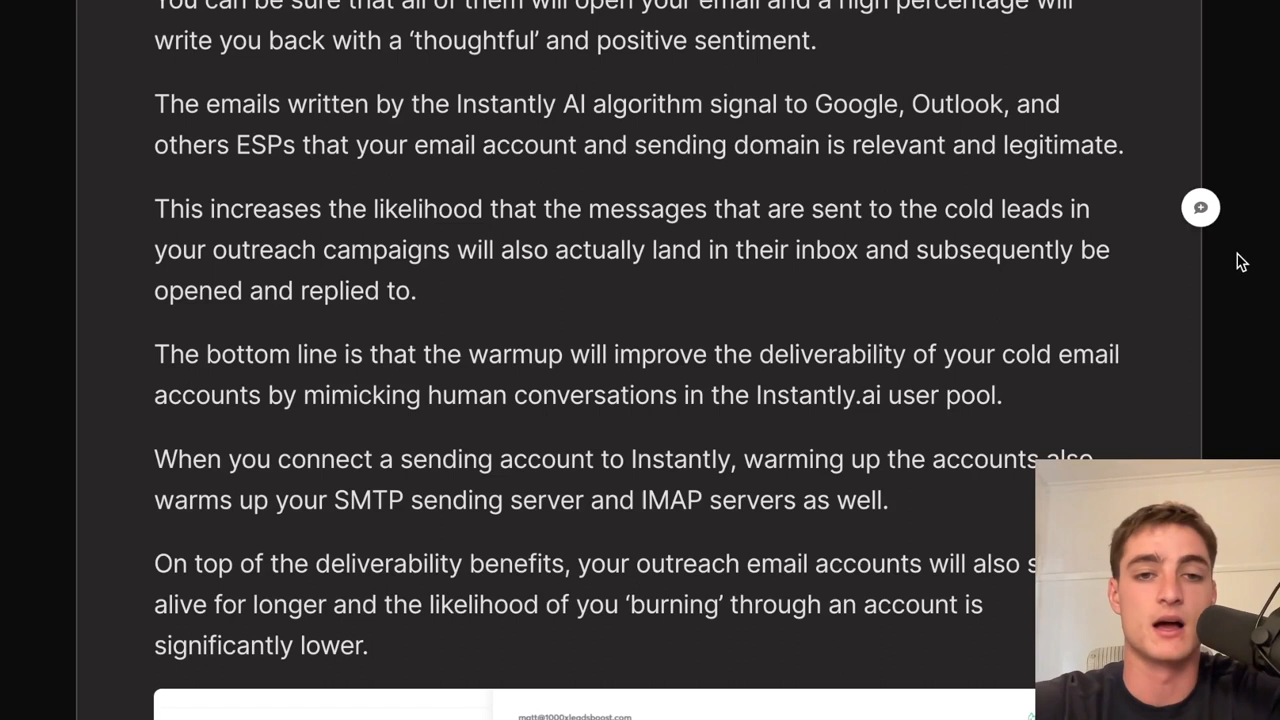 You can be sure that all of them will open your email and a high percentage will
write you back with a ‘thoughtful’ and positive sentiment.
The emails written by the Instantly AI algorithm signal to Google, Outlook, and
others ESPs that your email account and sending domain is relevant and legitimate.
This increases the likelihood that the messages that are sent to the cold leads in
your outreach campaigns will also actually land in their inbox and subsequently be
opened and replied to.
The bottom line is that the warmup will improve the deliverability of your cold email
accounts by mimicking human conversations in the Instantly.ai user pool.
When you connect a sending account to Instantly, warming up the accounts also
warms up your SMTP sending server and IMAP servers as well.
On top of the deliverability benefits, your outreach email accounts will also
alive for longer and the likelihood of you ‘burning’ through an account is
significantly lower.
matt@1000xleadsboost.com